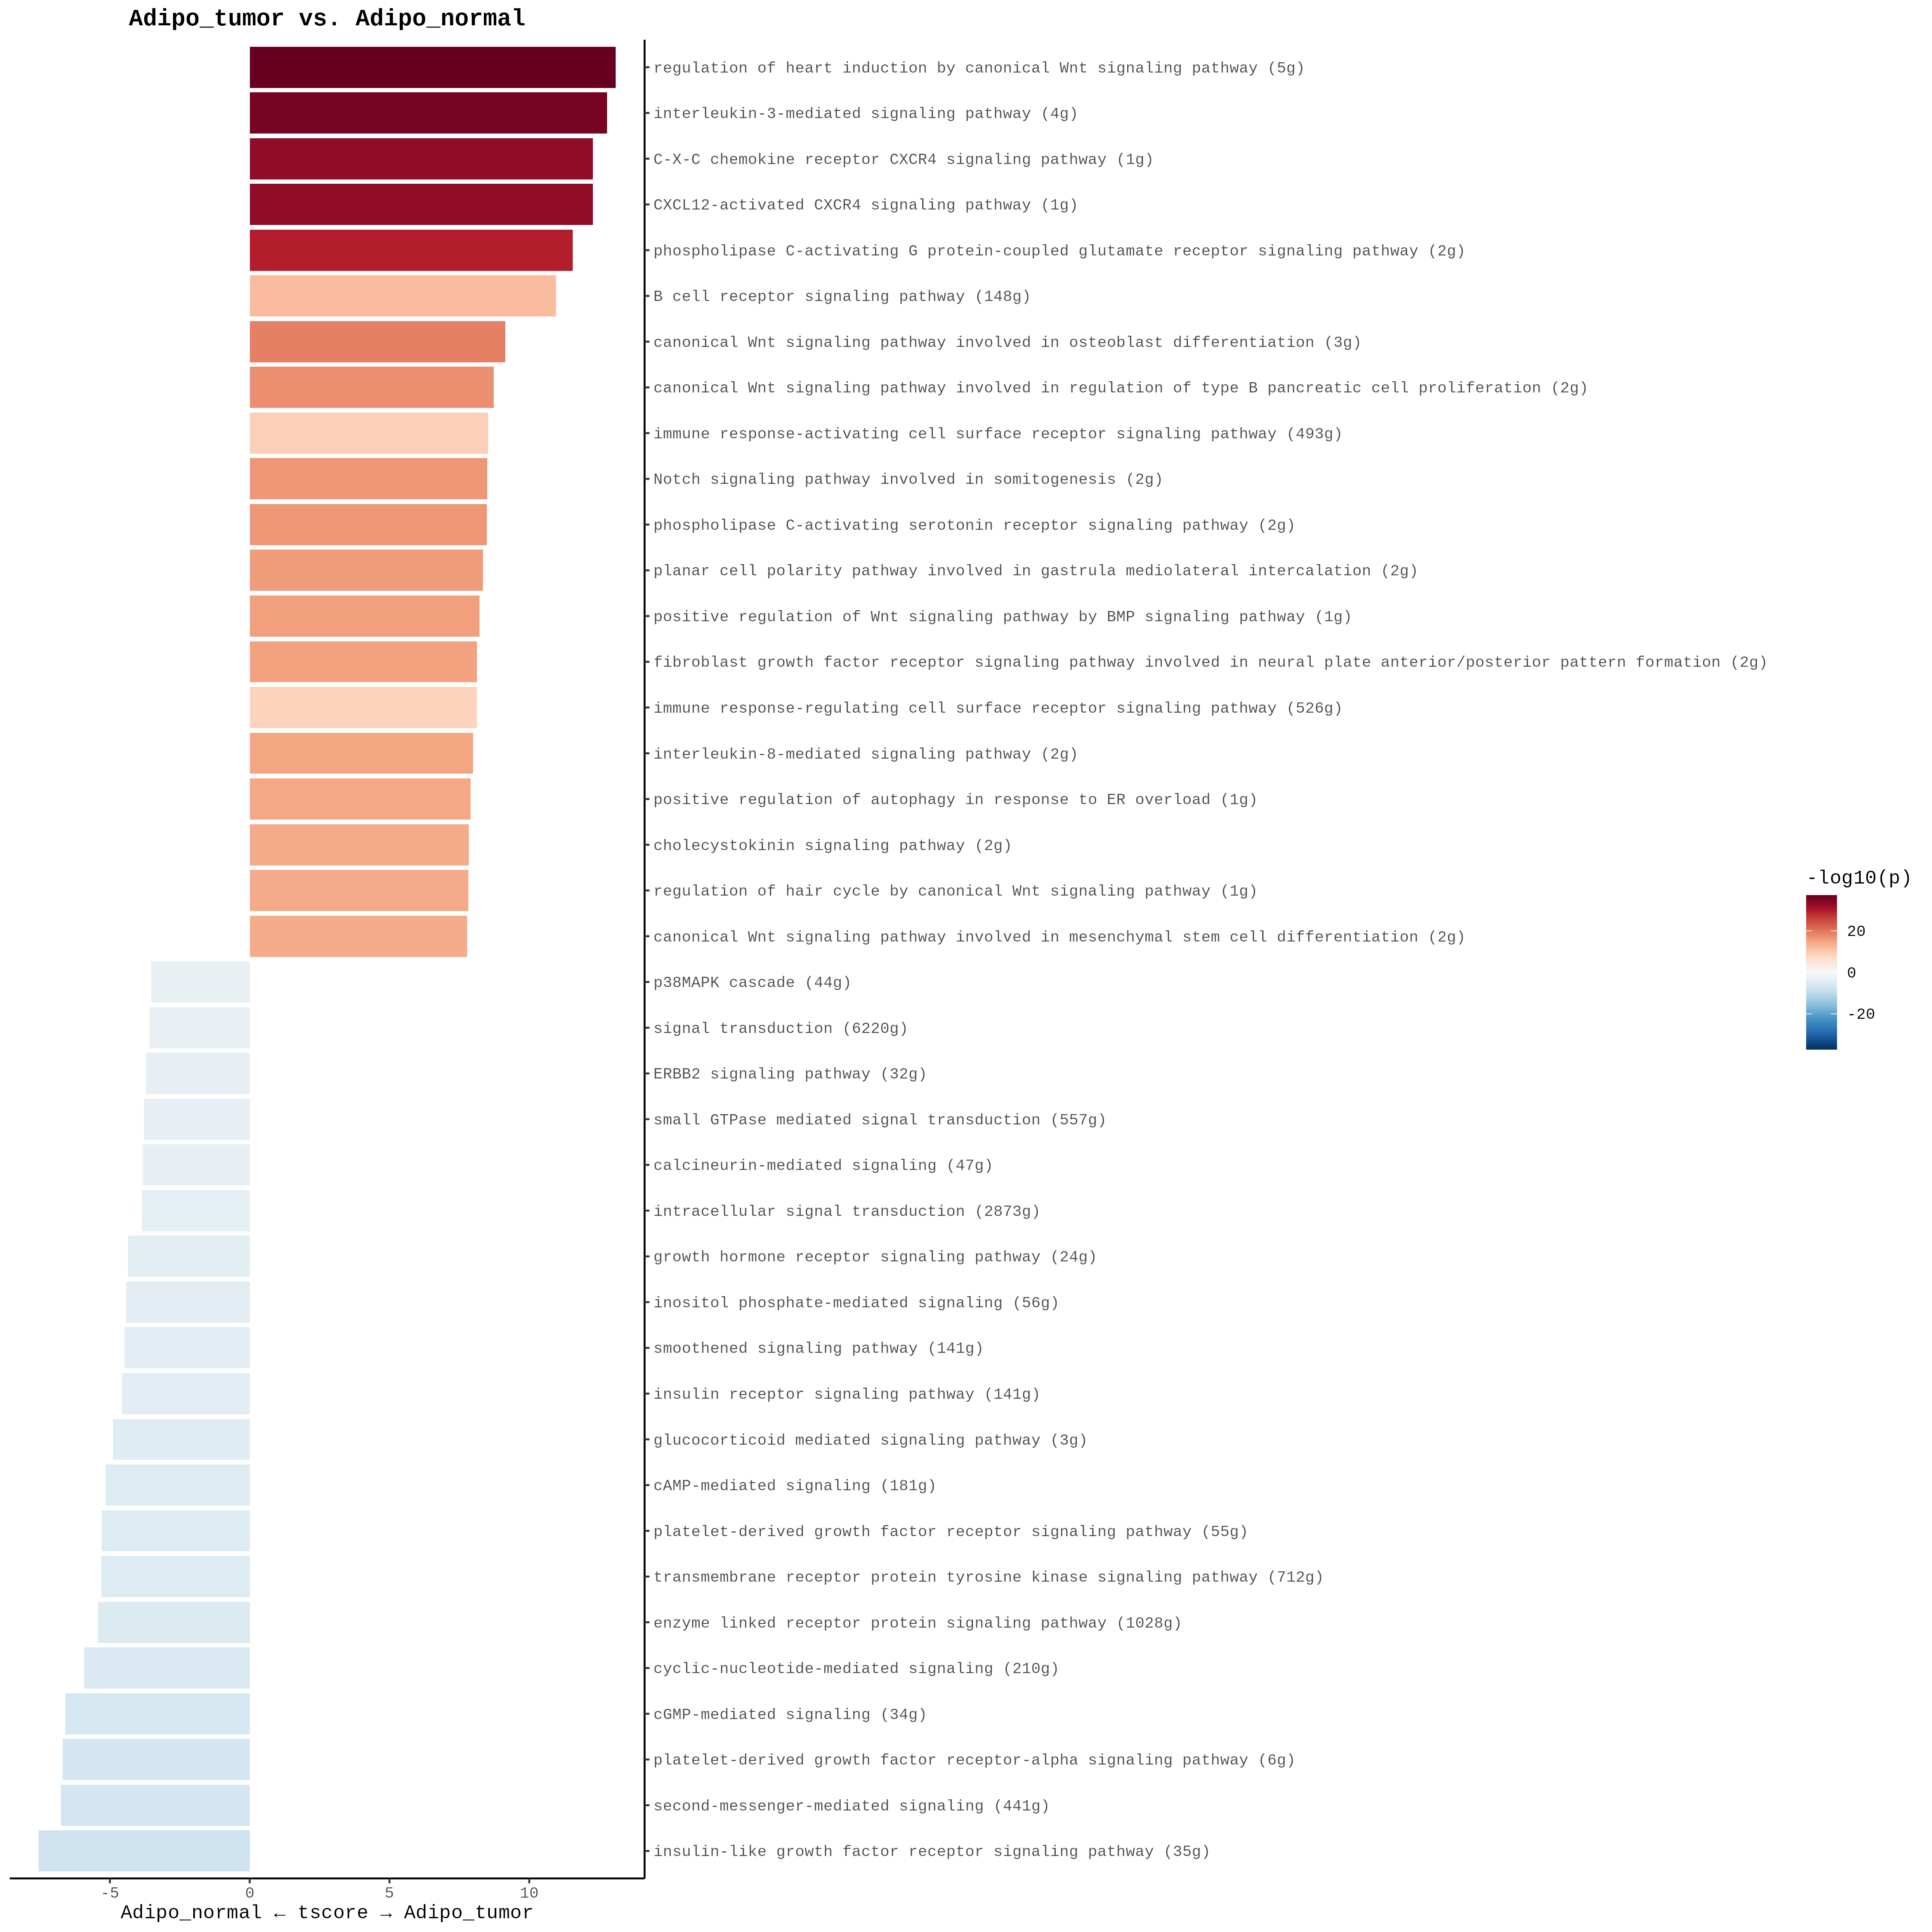 Adipo_tumor vs. Adipo_normal
regulation of heart induction by canonical Wnt signaling pathway (5g)
interleukin-3-mediated signaling pathway (4g)
C-X-C chemokine receptor CXCR4 signaling pathway (1g)
CXCL12-activated CXCR4 signaling pathway (1g)
phospholipase C-activating G protein-coupled glutamate receptor signaling pathway (2g)
B cell receptor signaling pathway (148g)
canonical Wnt signaling pathway involved in osteoblast differentiation (3g)
canonical Wnt signaling pathway involved in regulation of type B pancreatic cell proliferation (2g)
immune response-activating cell surface receptor signaling pathway (493g)
Notch signaling pathway involved in somitogenesis (2g)
phospholipase C-activating serotonin receptor signaling pathway (2g)
planar cell polarity pathway involved in gastrula mediolateral intercalation (2g)
positive regulation of Wnt signaling pathway by BMP signaling pathway (1g)
fibroblast growth factor receptor signaling pathway involved in neural plate anterior/posterior pattern formation (2g)
immune response-regulating cell surface receptor signaling pathway (526g)
interleukin-8-mediated signaling pathway (2g)
positive regulation of autophagy in response to ER overload (1g)
cholecystokinin signaling pathway (2g)
regulation of hair cycle by canonical Wnt signaling pathway (1g)
canonical Wnt signaling pathway involved in mesenchymal stem cell differentiation (2g)
p38MAPK cascade (44g)
signal transduction (6220g)
ERBB2 signaling pathway (32g)
small GTPase mediated signal transduction (557g)
calcineurin-mediated signaling (47g)
intracellular signal transduction (2873g)
growth hormone receptor signaling pathway (24g)
inositol phosphate-mediated signaling (56g)
smoothened signaling pathway (141g)
insulin receptor signaling pathway (141g)
glucocorticoid mediated signaling pathway (3g)
cAMP-mediated signaling (181g)
platelet-derived growth factor receptor signaling pathway (55g)
transmembrane receptor protein tyrosine kinase signaling pathway (712g)
enzyme linked receptor protein signaling pathway (1028g)
cyclic-nucleotide-mediated signaling (210g)
cGMP-mediated signaling (34g)
platelet-derived growth factor receptor-alpha signaling pathway (6g)
second-messenger-mediated signaling (441g)
insulin-like growth factor receptor signaling pathway (35g)
-5 0 5 10
Adipo_normal ← tscore → Adipo_tumor
-log10(p)
20
0
-20